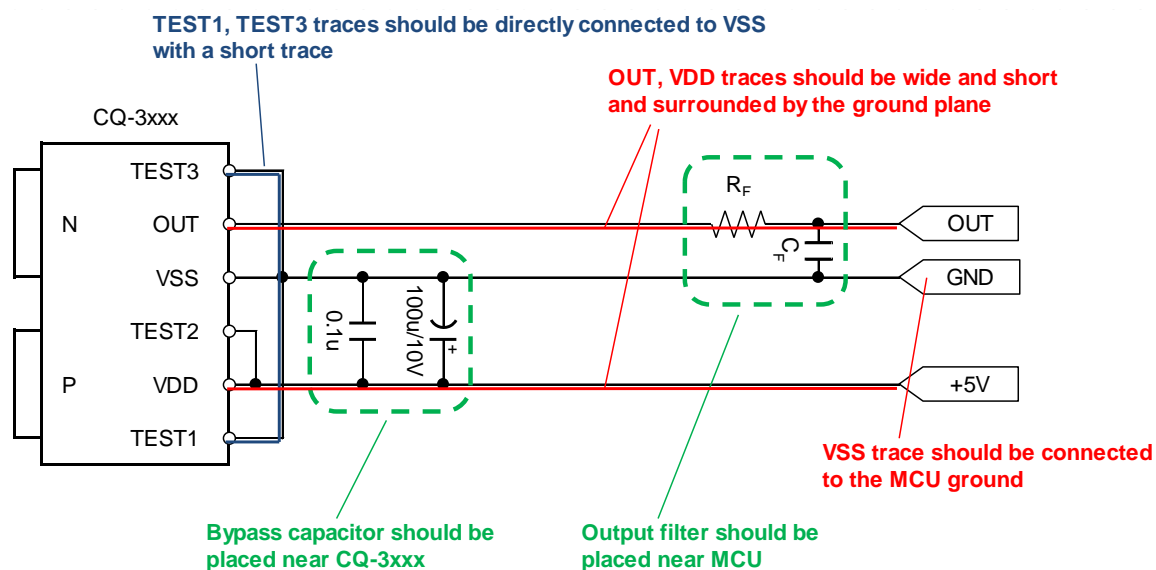 TEST1, TEST3 traces should be directly connected to VSS
with a short trace
OUT, VDD traces should be wide and short
and surrounded by the ground plane
CQ-3xxx
TEST3
N
OUT
VSS
TEST2
P
VDD
TEST1
0.1u
100u/10V
+
RF
CF
OUT
GND
+5V
VSS trace should be connected
to the MCU ground
Bypass capacitor should be
placed near CQ-3xxx
Output filter should be
placed near MCU